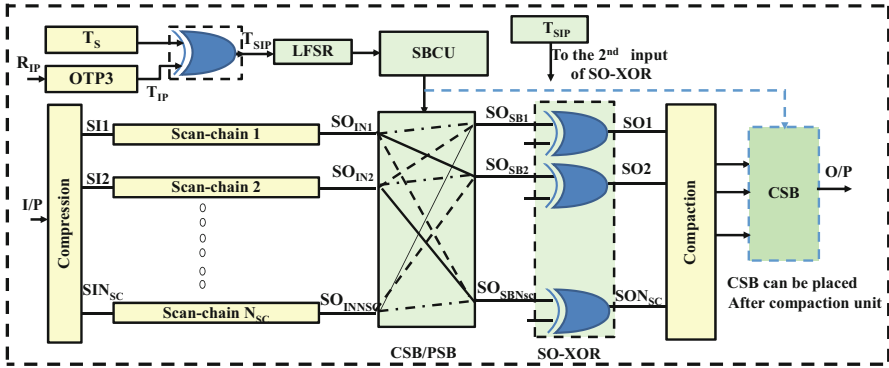 T_S
T_SIP
T_SIP
LFSR
SBCU
R_IP
OTP3
T_IP
To the 2nd input
of SO-XOR
SI1
Scan-chain 1
SO_IN1
SO_SB1
SO1
SI2
Scan-chain 2
SO_IN2
SO_SB2
SO2
I/P
Compression
Compaction
CSB
O/P
SIN_SC
Scan-chain N_SC
SO_INNSC
SO_SBNsc
SON_SC
CSB can be placed
After compaction unit
CSB/PSB
SO-XOR